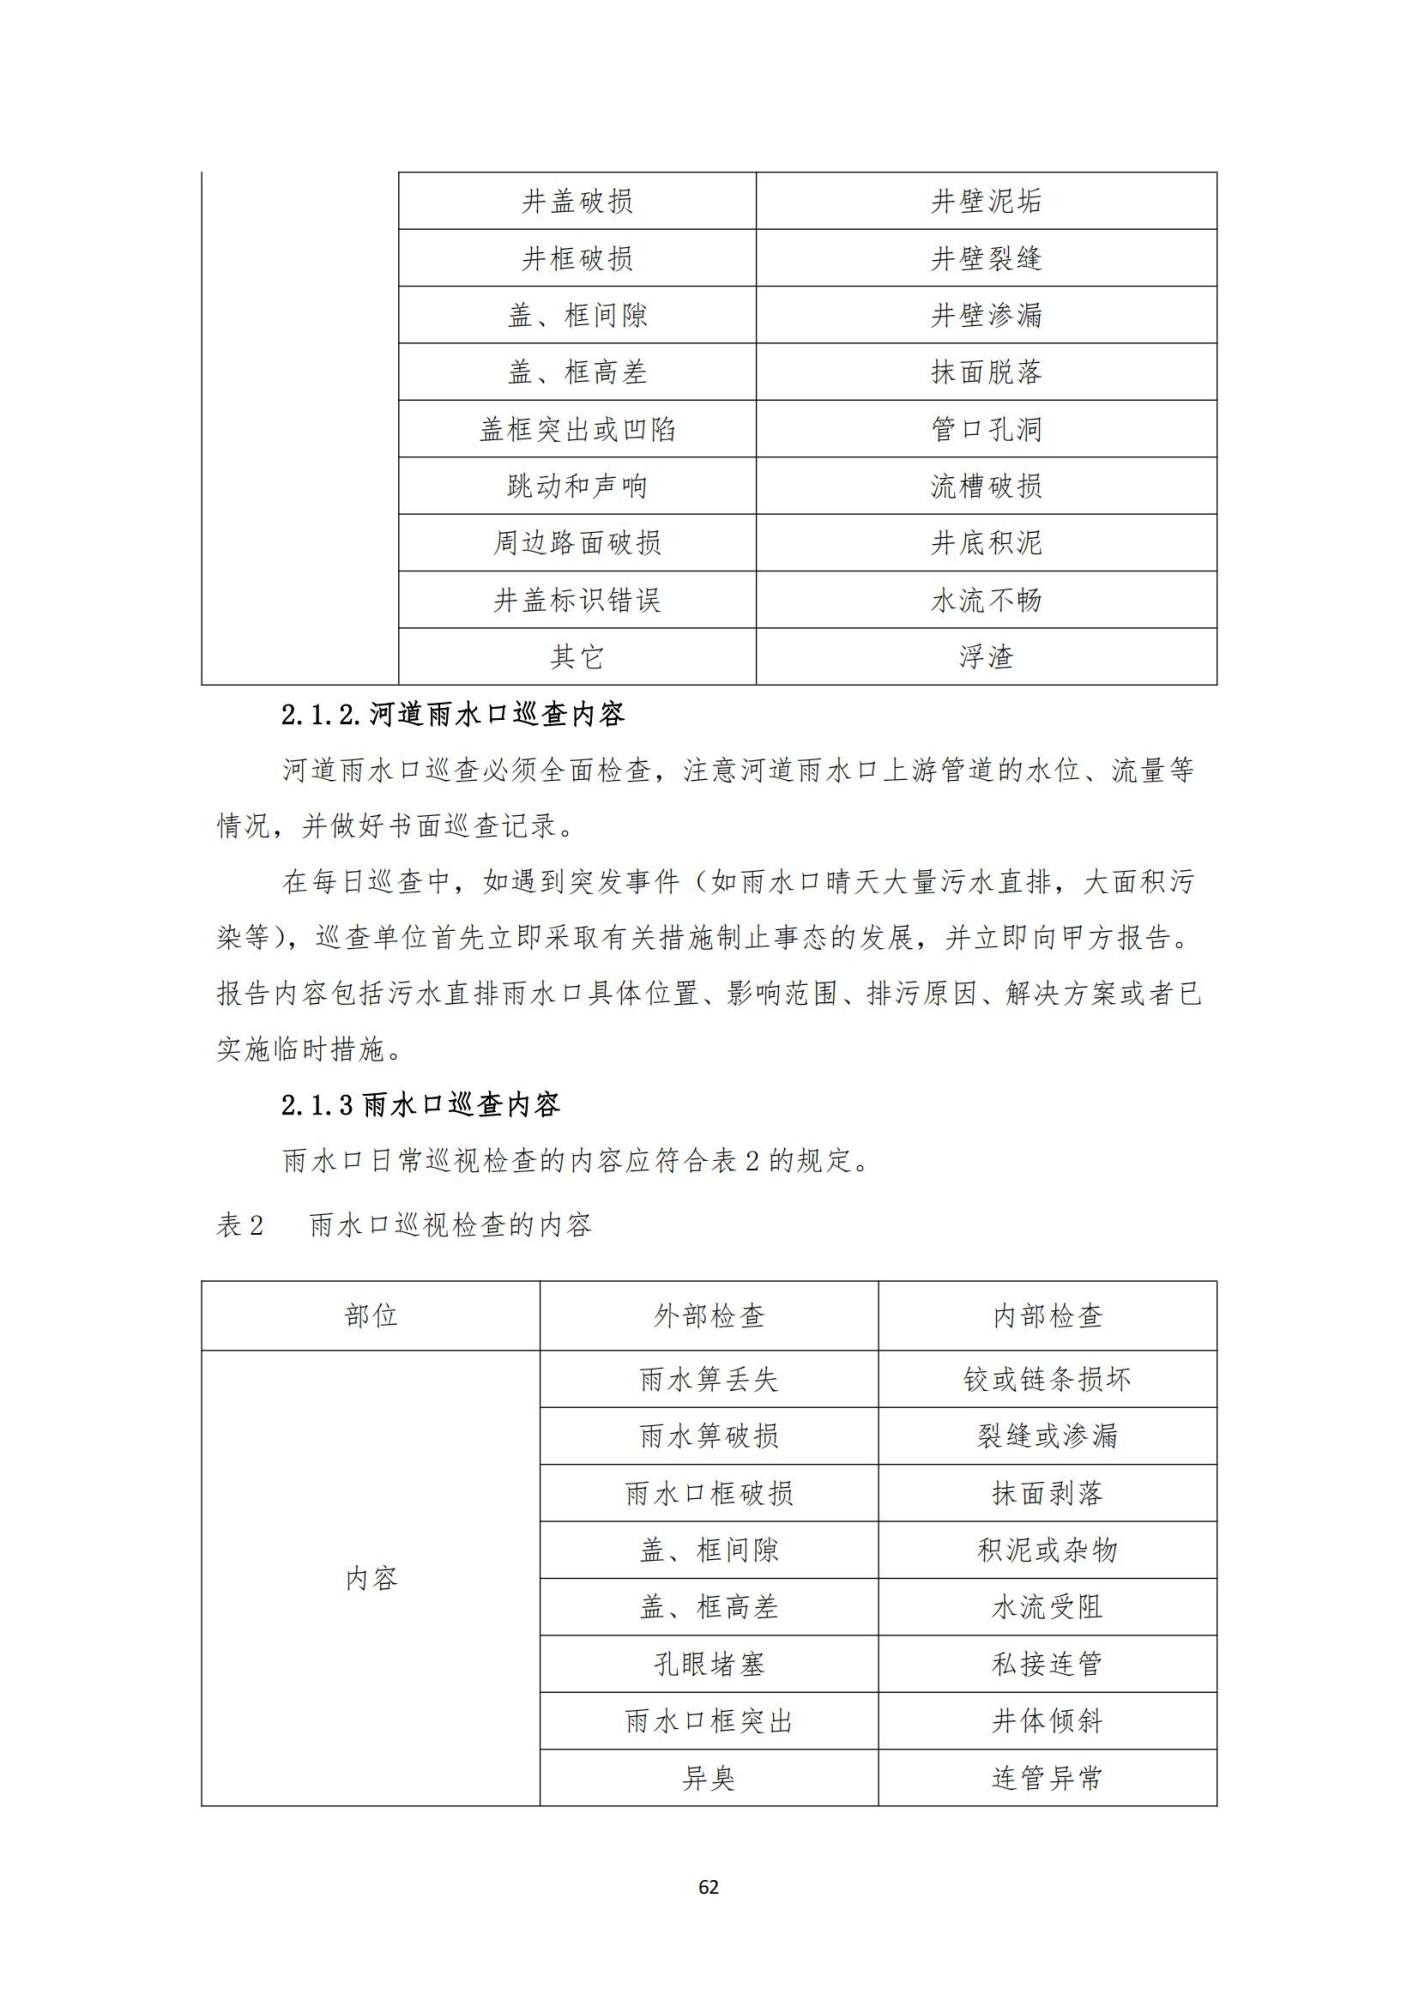 井盖破损 井壁泥垢
井框破损 井壁裂缝
盖、框间隙 井壁渗漏
盖、框高差 抹面脱落
盖框突出或凹陷 管口孔洞
跳动和声响 流槽破损
周边路面破损 井底积泥
井盖标识错误 水流不畅
其它 浮渣
2.1.2.河道雨水口巡查内容
河道雨水口巡查必须全面检查，注意河道雨水口上游管道的水位、流量等
情况，并做好书面巡查记录。
在每日巡查中，如遇到突发事件（如雨水口晴天大量污水直排，大面积污
染等），巡查单位首先立即采取有关措施制止事态的发展，并立即向甲方报告。
报告内容包括污水直排雨水口具体位置、影响范围、排污原因、解决方案或者已
实施临时措施。
2.1.3雨水口巡查内容
雨水口日常巡视检查的内容应符合表2的规定。
表2 雨水口巡视检查的内容
部位 外部检查 内部检查
雨水箅丢失 铰或链条损坏
雨水箅破损 裂缝或渗漏
雨水口框破损 抹面剥落
盖、框间隙 积泥或杂物
内容
盖、框高差 水流受阻
孔眼堵塞 私接连管
雨水口框突出 井体倾斜
异臭 连管异常
62